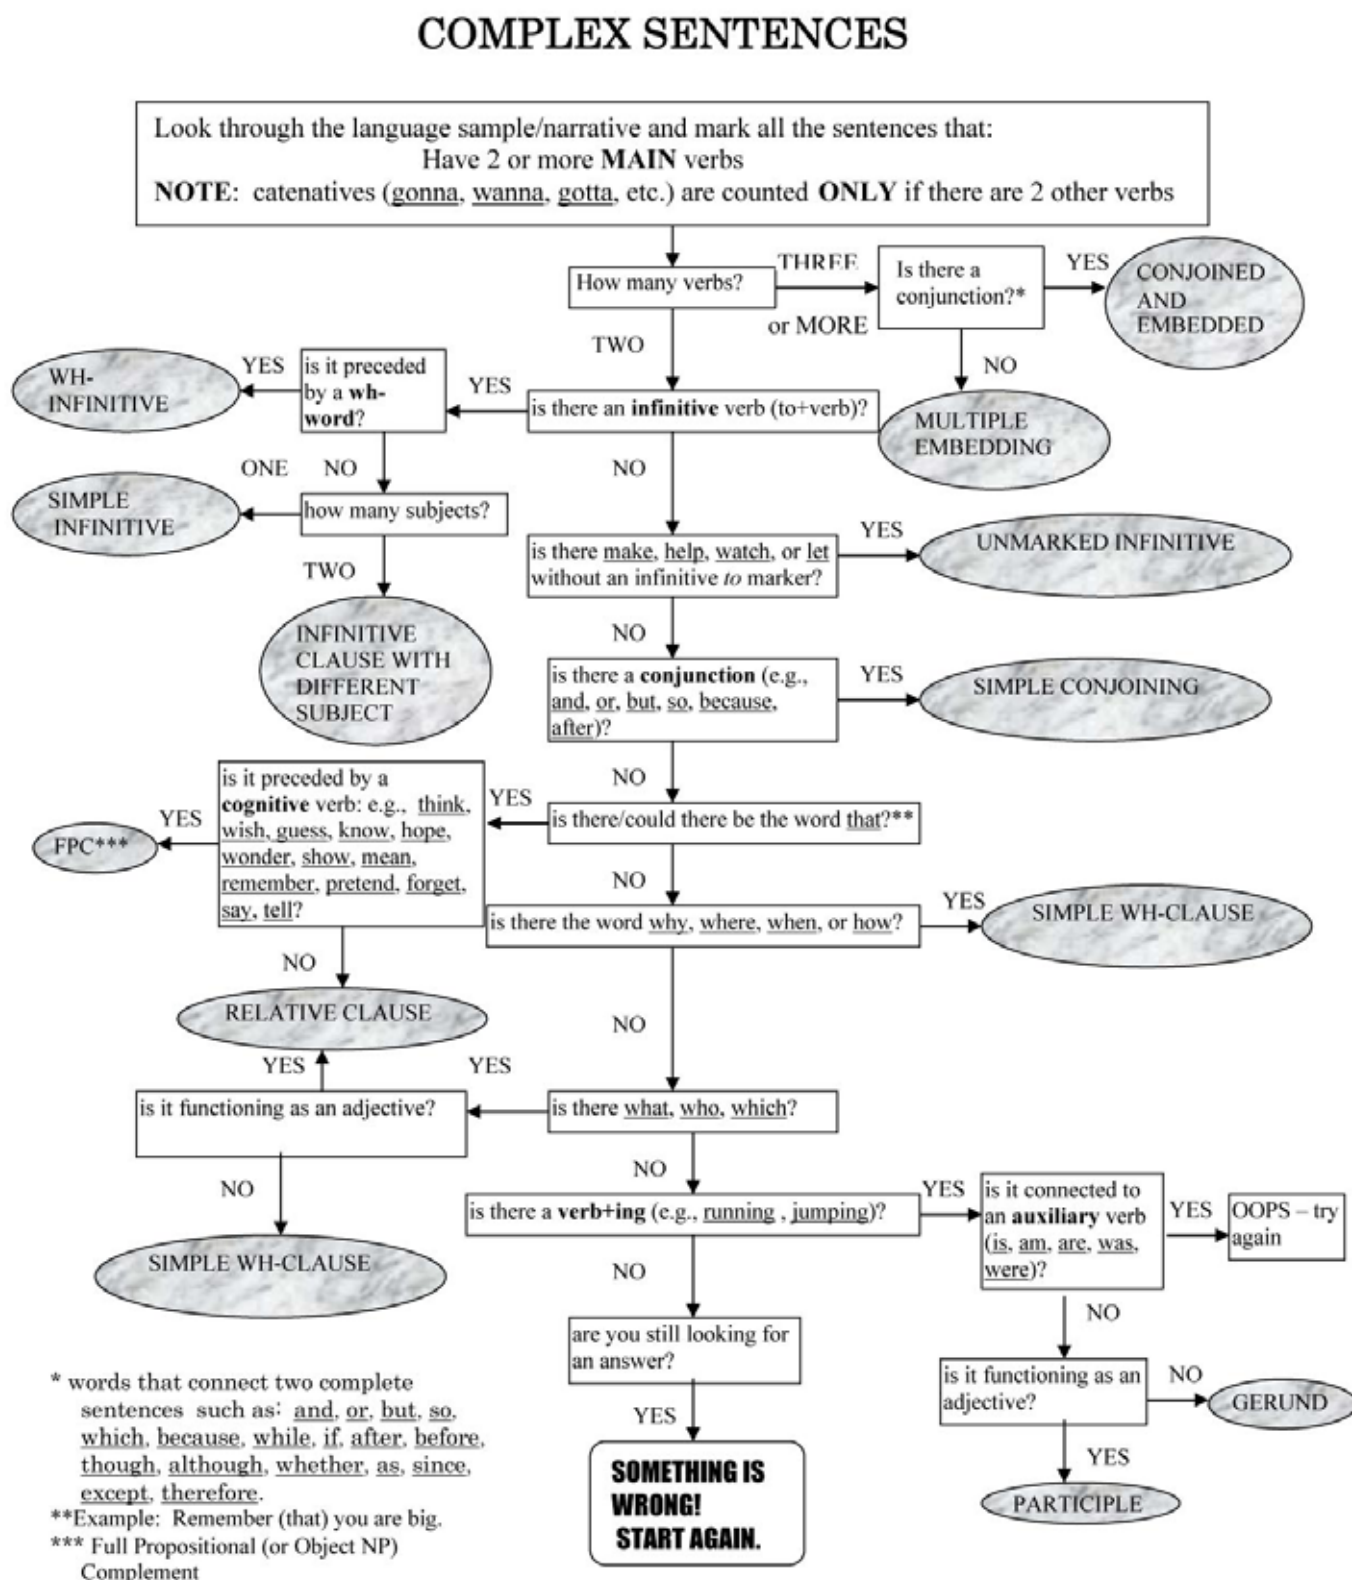 COMPLEX SENTENCES
Look through the language sample/narrative and mark all the sentences that:
Have 2 or more MAIN verbs
NOTE: catenatives (gonna, wanna, gotta, etc.) are counted ONLY if there are 2 other verbs
How many verbs?
THREE
or MORE
Is there a
conjunction?*
YES
CONJOINED
AND
EMBEDDED
NO
MULTIPLE
EMBEDDING
TWO
is there an infinitive verb (to+verb)?
YES
is it preceded
by a wh-
word?
YES
WH-
INFINITIVE
NO
how many subjects?
ONE
SIMPLE
INFINITIVE
TWO
INFINITIVE
CLAUSE WITH
DIFFERENT
SUBJECT
NO
is there make, help, watch, or let
without an infinitive to marker?
YES
UNMARKED INFINITIVE
NO
is there a conjunction (e.g.,
and, or, but, so, because,
after)?
YES
SIMPLE CONJOINING
NO
is there/could there be the word that?**
YES
is it preceded by a
cognitive verb: e.g., think,
wish, guess, know, hope,
wonder, show, mean,
remember, pretend, forget,
say, tell?
YES
FPC***
NO
RELATIVE CLAUSE
NO
is there the word why, where, when, or how?
YES
SIMPLE WH-CLAUSE
NO
is there what, who, which?
YES
is it functioning as an adjective?
YES
NO
SIMPLE WH-CLAUSE
NO
is there a verb+ing (e.g., running , jumping)?
YES
is it connected to
an auxiliary verb
(is, am, are, was,
were)?
YES
OOPS – try
again
NO
is it functioning as an
adjective?
NO
GERUND
YES
PARTICIPLE
NO
are you still looking for
an answer?
YES
SOMETHING IS
WRONG!
START AGAIN.
* words that connect two complete
sentences such as: and, or, but, so,
which, because, while, if, after, before,
though, although, whether, as, since,
except, therefore.
**Example: Remember (that) you are big.
*** Full Propositional (or Object NP)
Complement